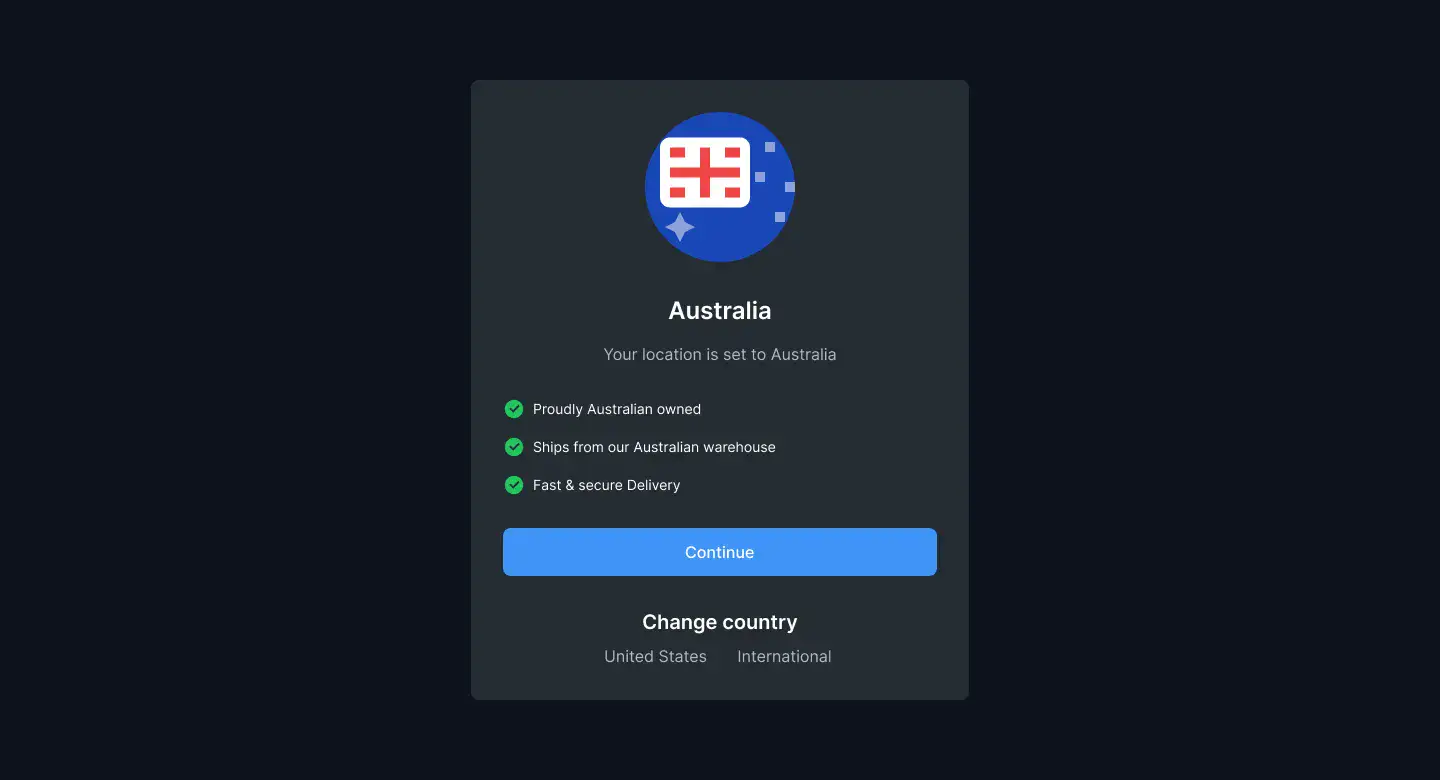 Australia
Your location is set to Australia
Proudly Australian owned
Ships from our Australian warehouse
Fast & secure Delivery
Continue
Change country
United States International